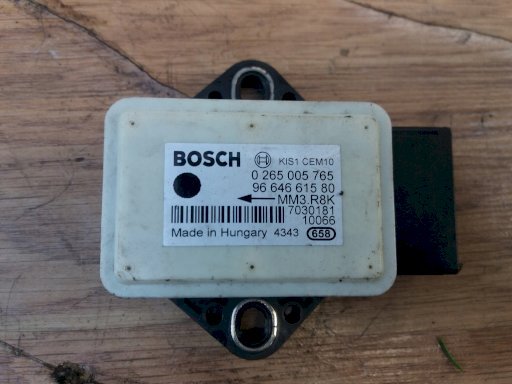 BOSCH KIS1 CEM10
0 265 005 765
96 646 615 80
MM3.R8K
7030181
10066
Made in Hungary 4343 658